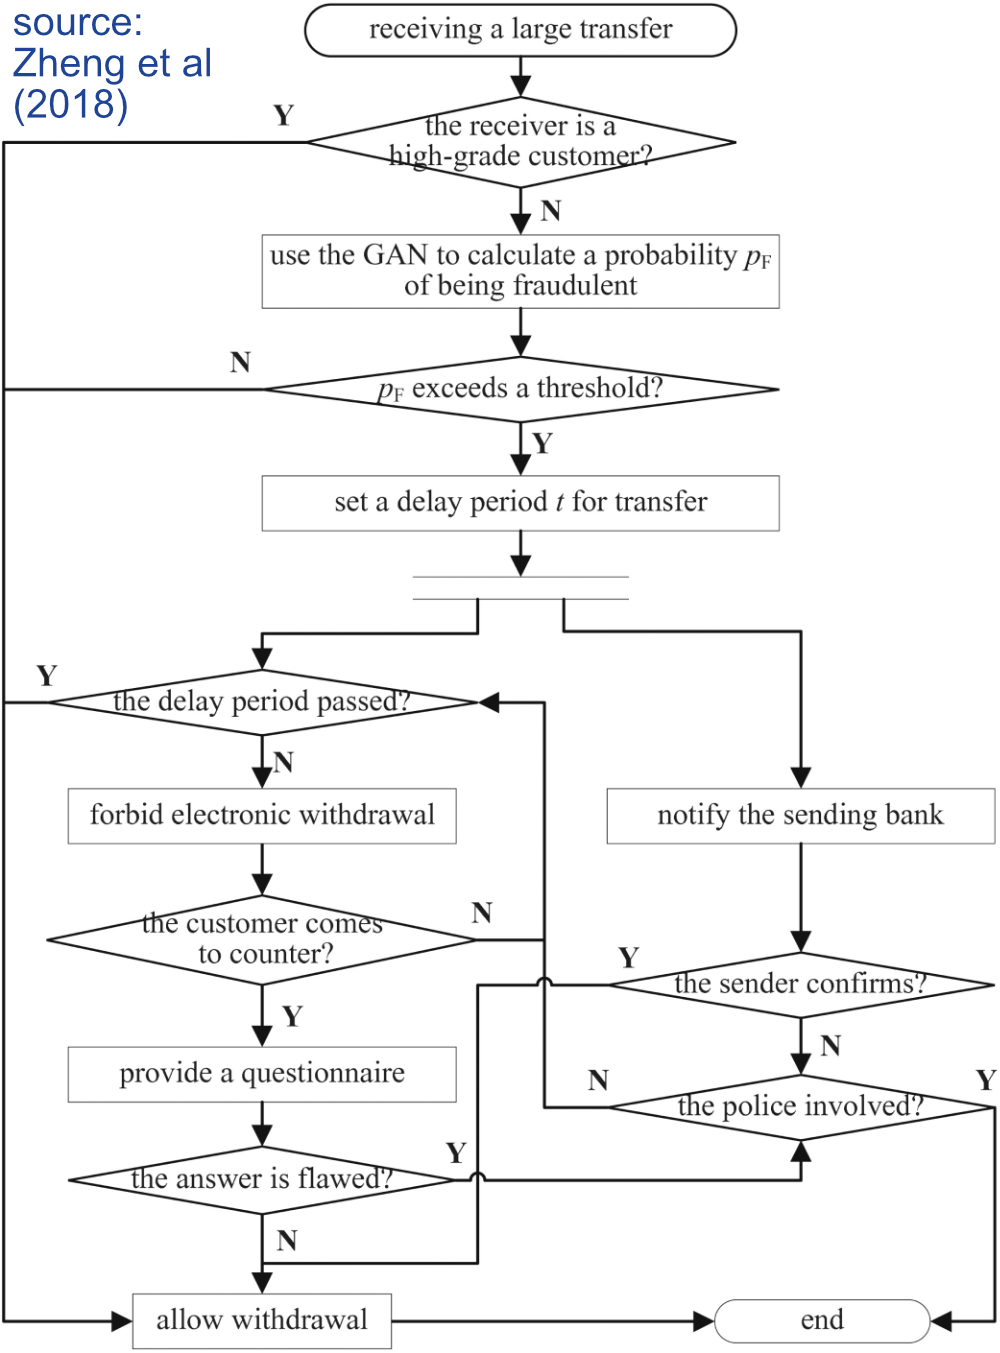 source:
Zheng et al
(2018)
receiving a large transfer
Y
the receiver is a
high-grade customer?
N
use the GAN to calculate a probability pF
of being fraudulent
N
pF exceeds a threshold?
Y
set a delay period t for transfer
Y
the delay period passed?
N
forbid electronic withdrawal
notify the sending bank
the customer comes
to counter?
N
Y
the sender confirms?
Y
N
provide a questionnaire
N
the police involved?
Y
the answer is flawed?
Y
N
allow withdrawal
end